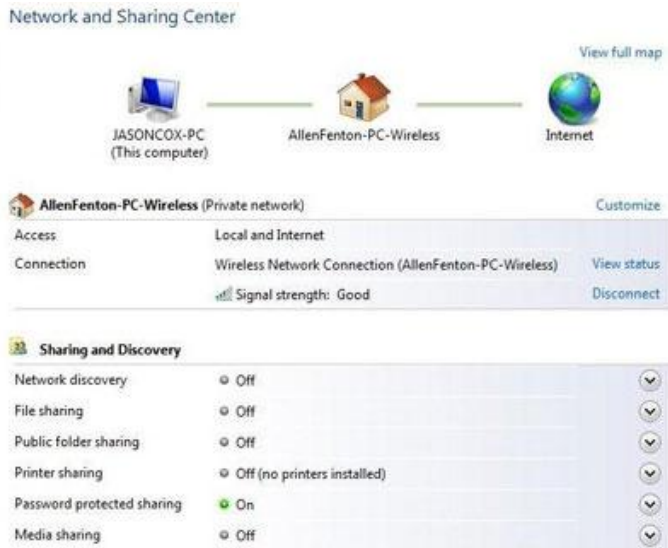 Network and Sharing Center
View full map
JASONCOX-PC
(This computer)
AllenFenton-PC-Wireless
Internet
AllenFenton-PC-Wireless (Private network) Customize
Access Local and Internet
Connection Wireless Network Connection (AllenFenton-PC-Wireless) View status
Signal strength: Good Disconnect
Sharing and Discovery
Network discovery Off
File sharing Off
Public folder sharing Off
Printer sharing Off (no printers installed)
Password protected sharing On
Media sharing Off